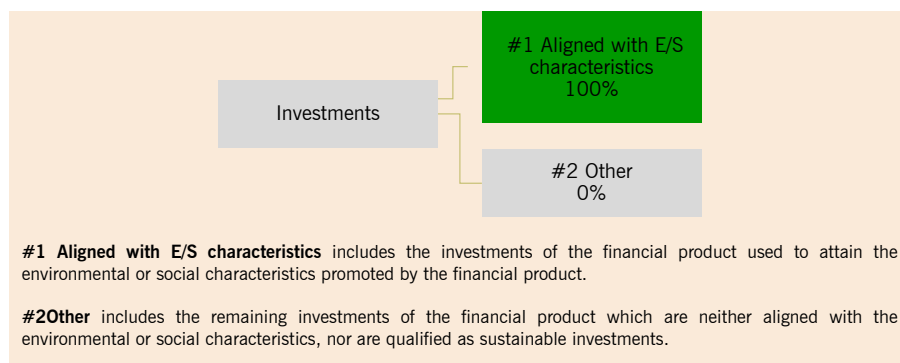 #1 Aligned with E/S
characteristics
100%
Investments
#2 Other
0%
#1 Aligned with E/S characteristics includes the investments of the financial product used to attain the
environmental or social characteristics promoted by the financial product.
#2Other includes the remaining investments of the financial product which are neither aligned with the
environmental or social characteristics, nor are qualified as sustainable investments.